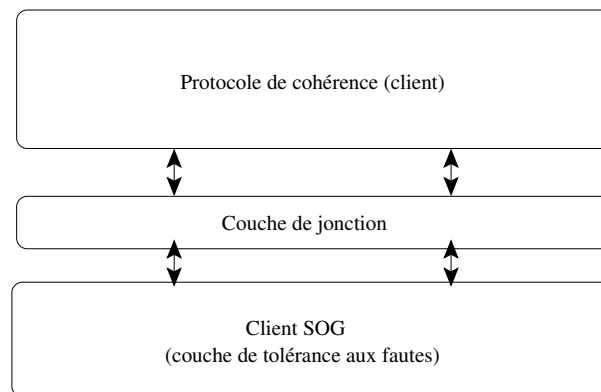 Protocole de cohérence (client)
Couche de jonction
Client SOG
(couche de tolérance aux fautes)